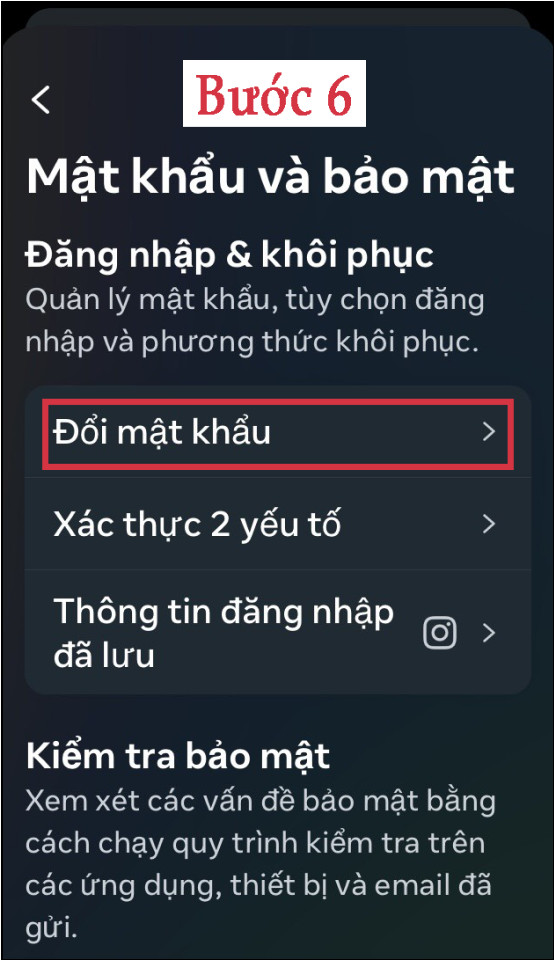 Bước 6
Mật khẩu và bảo mật
Đăng nhập & khôi phục
Quản lý mật khẩu, tùy chọn đăng
nhập và phương thức khôi phục.
Đổi mật khẩu
Xác thực 2 yếu tố
Thông tin đăng nhập
đã lưu
Kiểm tra bảo mật
Xem xét các vấn đề bảo mật bằng
cách chạy quy trình kiểm tra trên
các ứng dụng, thiết bị và email đã
gửi.